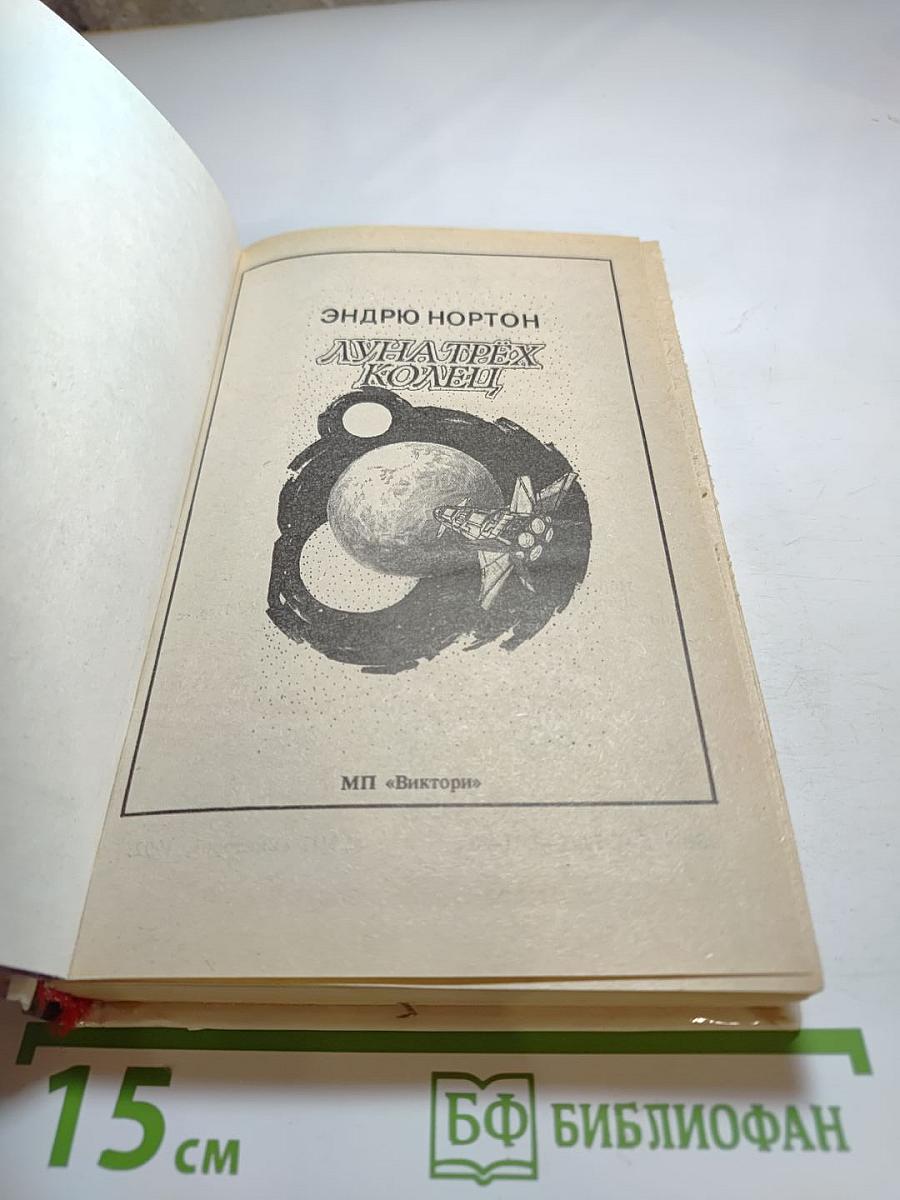 ЭНДРЮ НОРТОН
ЛУНА ТРЁХ
КОЛЕЦ
МП «Виктори»
15 см
БФ БИБЛИОФАН